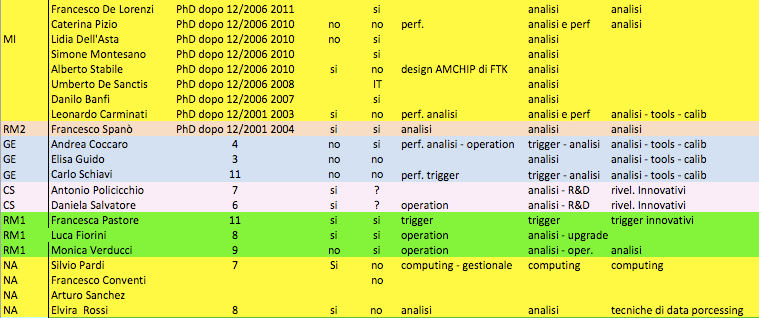 Francesco De Lorenzi PhD dopo 12/2006 2011 si analisi analisi
Caterina Pizio PhD dopo 12/2006 2010 no no perf. analisi e perf analisi
MI Lidia Dell'Asta PhD dopo 12/2006 2010 no si analisi
Simone Montesano PhD dopo 12/2006 2010 si analisi
Alberto Stabile PhD dopo 12/2006 2010 si no design AMCHIP di FTK analisi
Umberto De Sanctis PhD dopo 12/2006 2008 IT analisi
Danilo Banfi PhD dopo 12/2006 2007 si analisi
Leonardo Carminati PhD dopo 12/2001 2003 si no perf. analisi analisi e perf analisi - tools - calib
RM2 Francesco Spanò PhD dopo 12/2001 2004 si si analisi analisi analisi - tools - calib
GE Andrea Coccaro 4 no si perf. analisi - operation trigger - analisi analisi - tools - calib
GE Elisa Guido 3 no no analisi analisi - tools - calib
GE Carlo Schiavi 11 no no perf. trigger trigger - analisi analisi - tools - calib
CS Antonio Policicchio 7 si ? analisi - R&D rivel. Innovativi
CS Daniela Salvatore 6 si ? operation analisi - R&D rivel. Innovativi
RM1 Francesca Pastore 11 si si trigger trigger trigger innovativi
RM1 Luca Fiorini 8 si si operation analisi - upgrade
RM1 Monica Verducci 9 no si operation analisi - oper. analisi
NA Silvio Pardi 7 Si no computing - gestionale computing computing
NA Francesco Conventi no
NA Arturo Sanchez
NA Elvira Rossi 8 si no analisi analisi tecniche di data porcessing